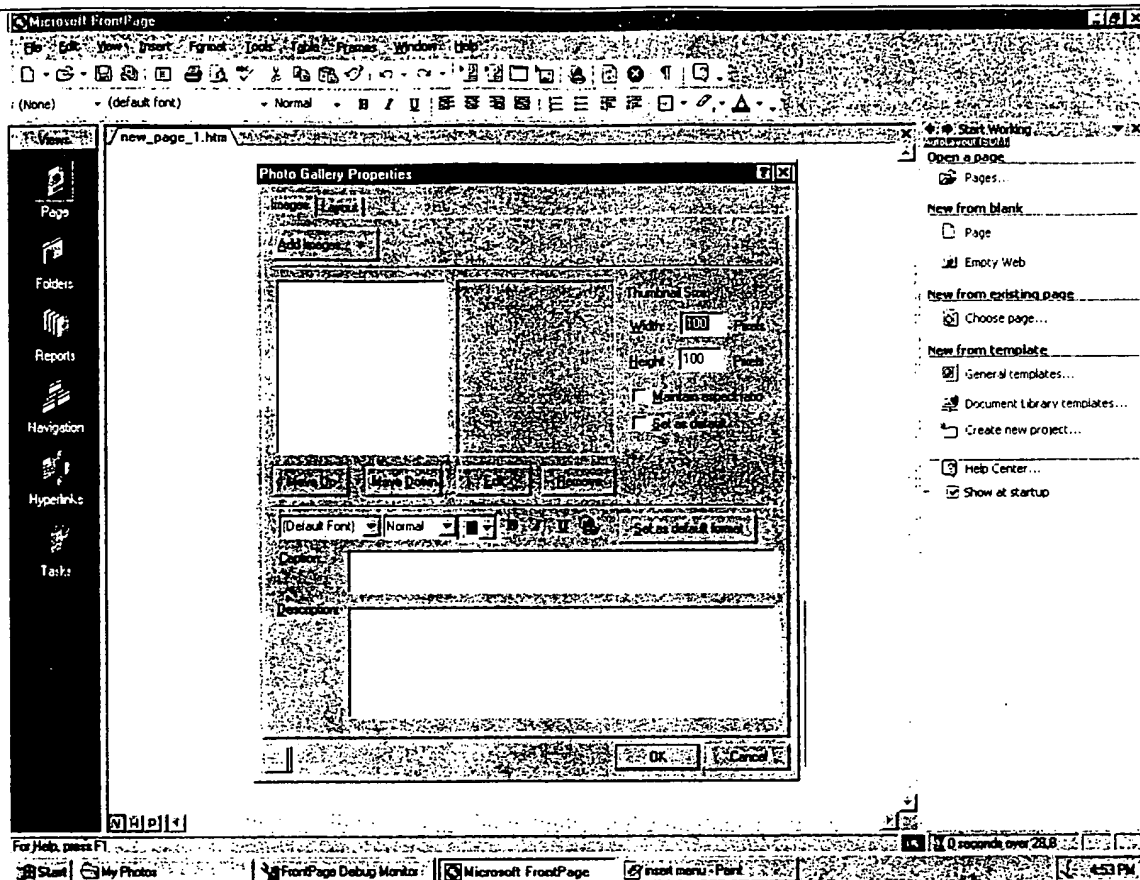 Microsoft FrontPage
File Edit View Insert Format Tools Table Frames Window Help
(None) (default font) Normal B I U
Views
new_page_1.htm
Start Working
Open a page
Pages...
New from blank
Page
Empty Web
New from existing page
Choose page...
New from template
General templates...
Document Library templates...
Create new project...
Help Center...
Show at startup
Page
Folders
Reports
Navigation
Hyperlinks
Tasks
Photo Gallery Properties
Images Layout
Add Images
Thumbnail Size
Width: 100 Pixels
Height: 100 Pixels
Maintain aspect ratio
Set as default
Move Up Move Down Edit Remove
(Default Font) Normal B I U Set as default format
Caption:
Description:
OK Cancel
For Help, press F1
0 seconds over 28.8
Start My Photos FrontPage Debug Monitor Microsoft FrontPage insert menu - Paint 4:53 PM